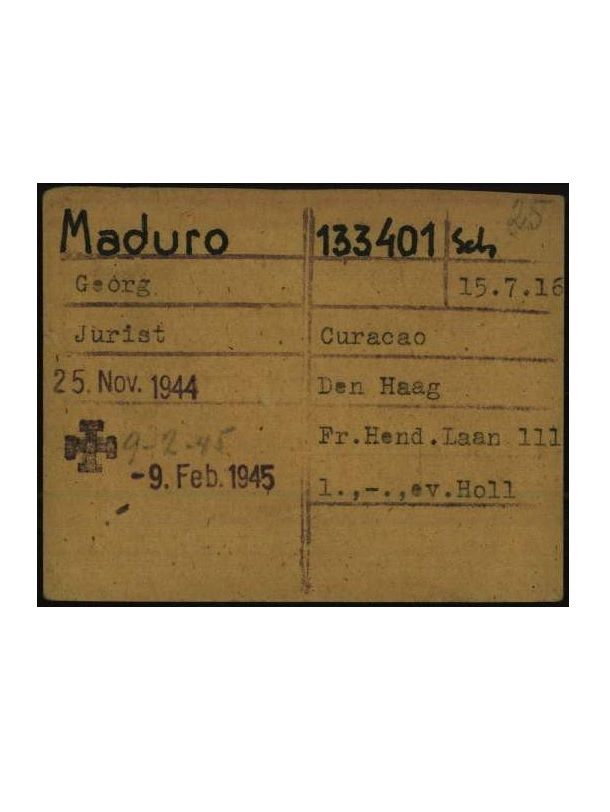 25
Maduro 133401 Sch
Georg 15.7.16
Jurist Curacao
25. Nov. 1944 Den Haag
9-2-45 Fr.Hend.Laan 111
-9. Feb. 1945 l.,-.,ev.Holl